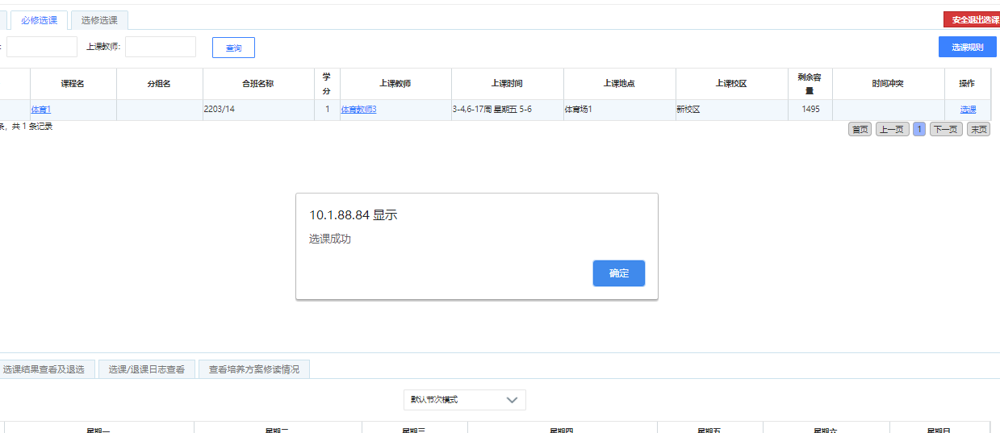 必修选课 选修选课 安全退出选课
: 上课教师: 查询 选课规则
课程名 分组名 合班名称 学分 上课教师 上课时间 上课地点 上课校区 剩余容量 时间冲突 操作
体育1 2203/14 1 体育教师3 3-4,6-17周 星期五 5-6 体育场1 新校区 1495 选课
条，共 1 条记录 首页 上一页 1 下一页 末页
10.1.88.84 显示
选课成功
确定
选课结果查看及退选 选课/退课日志查看 查看培养方案修读情况
默认节次模式
星期一 星期二 星期三 星期四 星期五 星期六 星期日